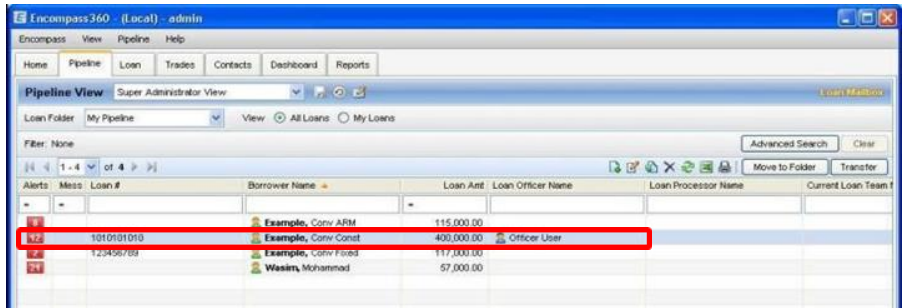 Encompass360 - (Local) - admin
Encompass View Pipeline Help
Home Pipeline Loan Trades Contacts Dashboard Reports
Pipeline View Super Administrator View Loan Mailbox
Loan Folder My Pipeline View All Loans My Loans
Filter: None Advanced Search Clear
1 - 4 of 4 Move to Folder Transfer
Alerts Mess Loan # Borrower Name Loan Amt Loan Officer Name Loan Processor Name Current Loan Team
Example, Conv ARM 115,000.00
12 1010101010 Example, Conv Const 400,000.00 Officer User
123456789 Example, Conv Fixed 117,000.00
21 Wasim, Mohammad 57,000.00